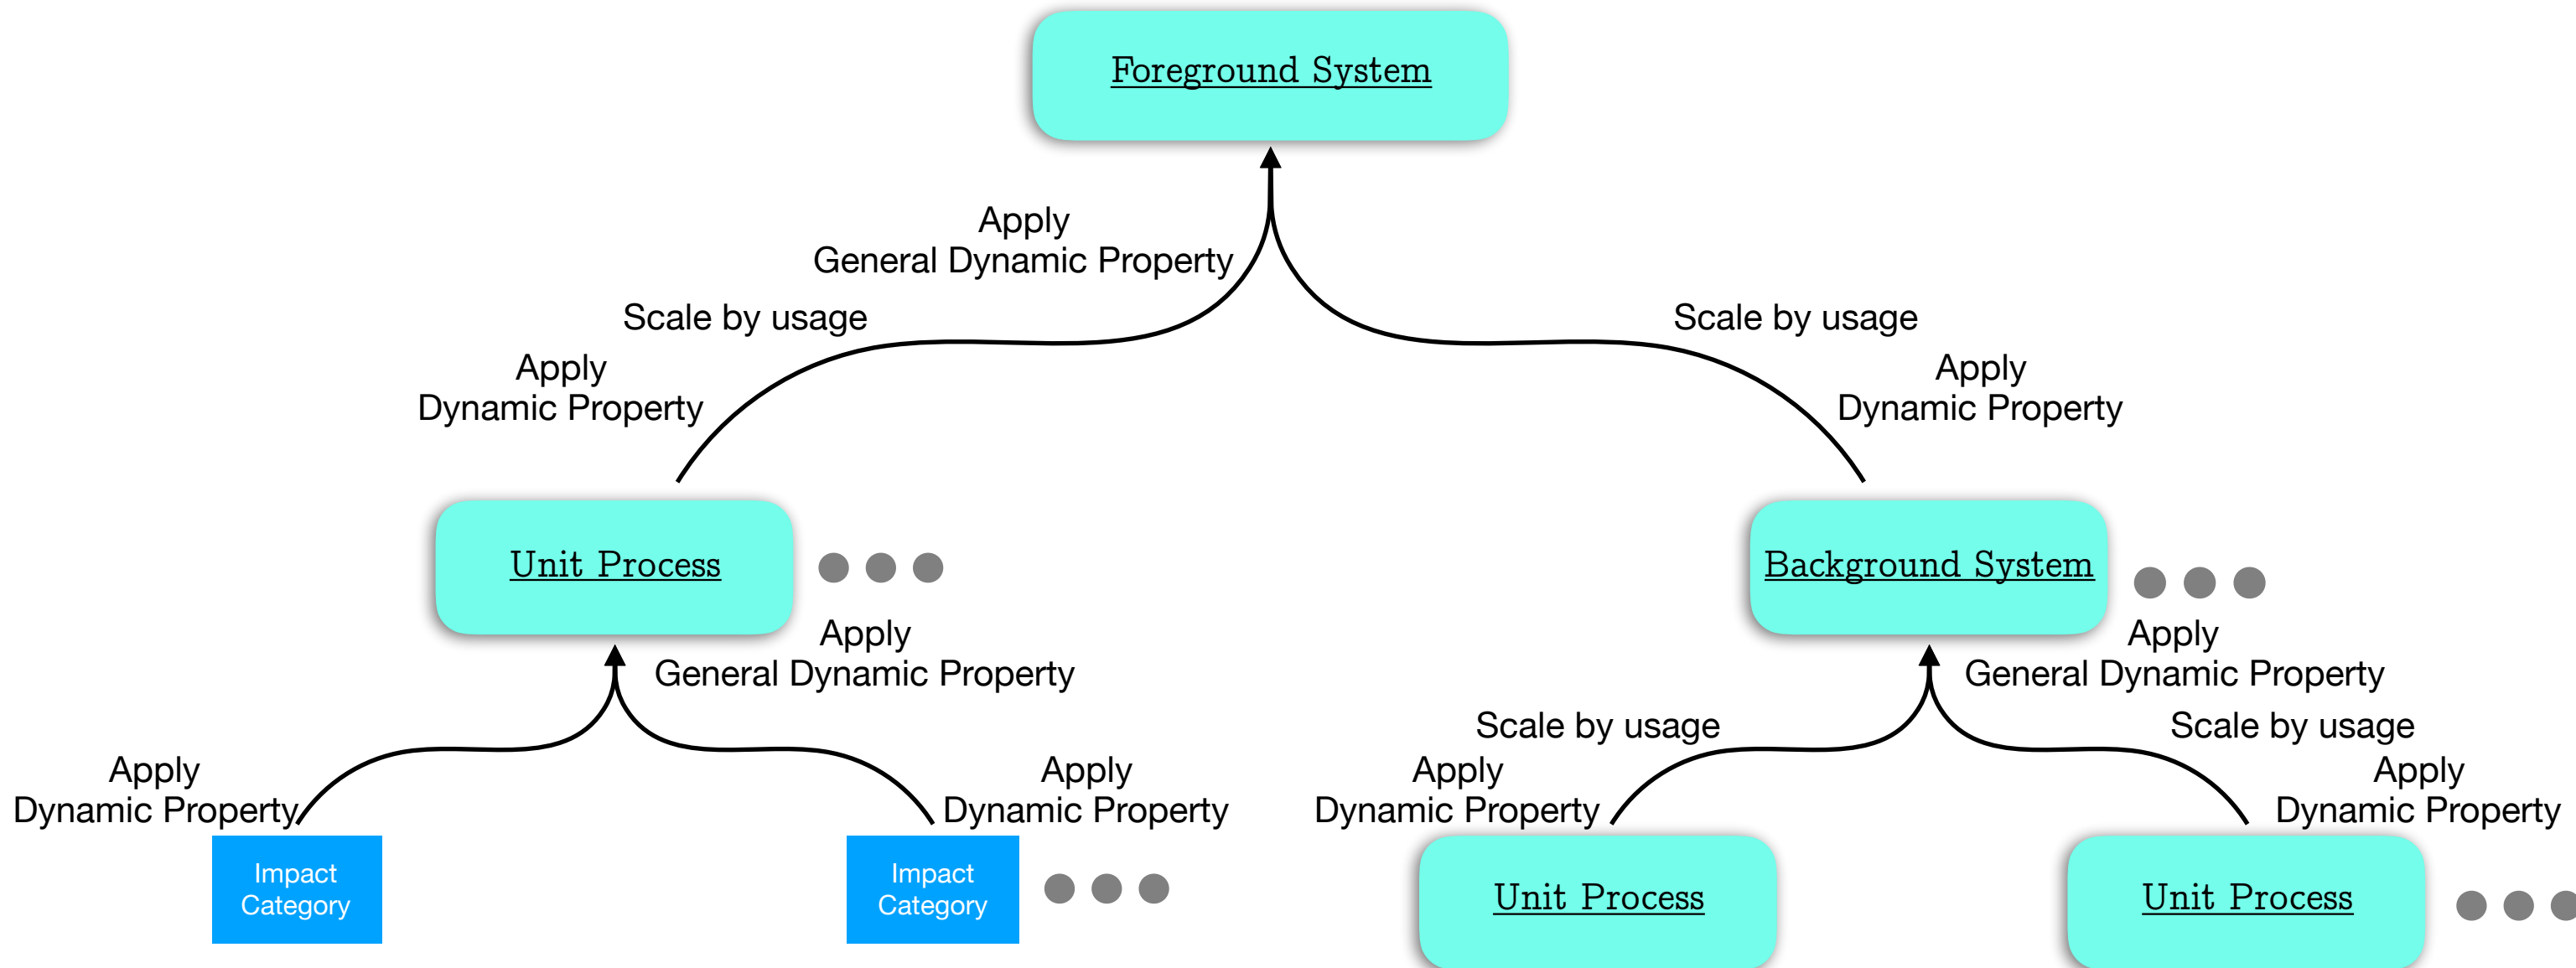 Foreground System
Apply
General Dynamic Property
Scale by usage
Scale by usage
Apply
Dynamic Property
Apply
Dynamic Property
Unit Process
Background System
Apply
General Dynamic Property
Apply
General Dynamic Property
Scale by usage
Scale by usage
Apply
Dynamic Property
Apply
Dynamic Property
Apply
Dynamic Property
Apply
Dynamic Property
Impact
Category
Impact
Category
Unit Process
Unit Process